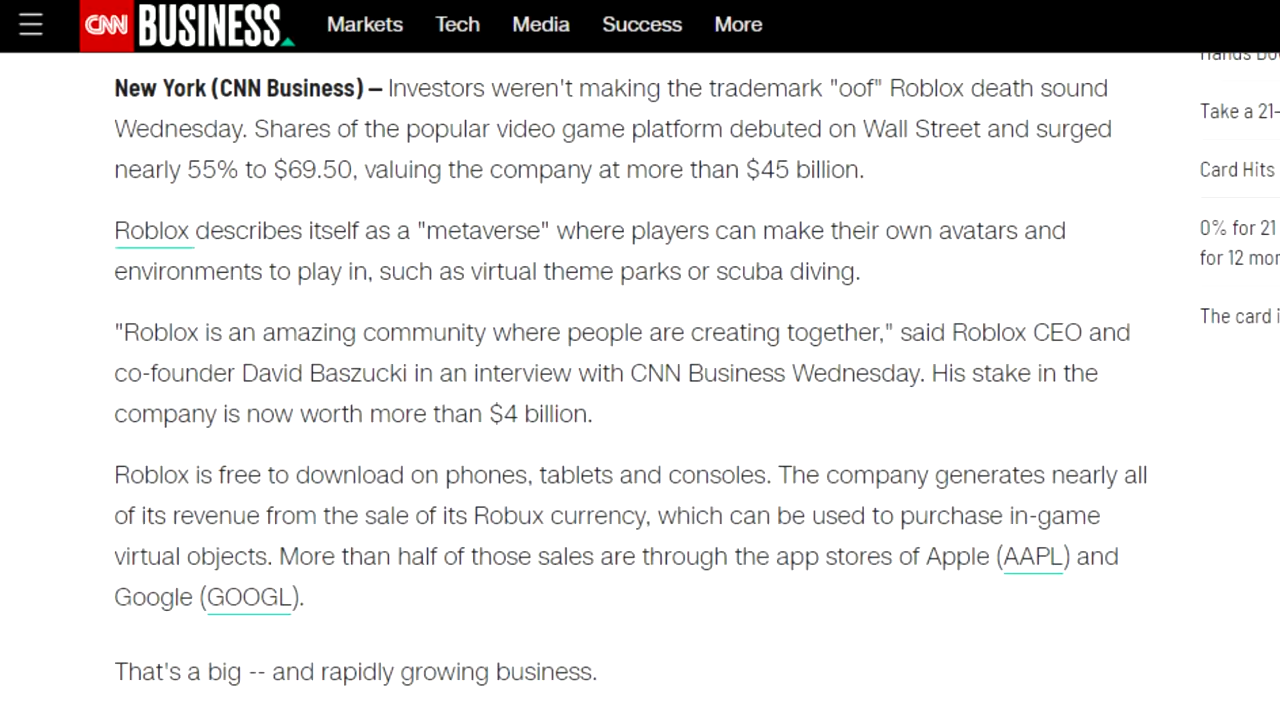 CNN BUSINESS Markets Tech Media Success More
New York (CNN Business) — Investors weren't making the trademark "oof" Roblox death sound
Wednesday. Shares of the popular video game platform debuted on Wall Street and surged
nearly 55% to $69.50, valuing the company at more than $45 billion.
Roblox describes itself as a "metaverse" where players can make their own avatars and
environments to play in, such as virtual theme parks or scuba diving.
"Roblox is an amazing community where people are creating together," said Roblox CEO and
co-founder David Baszucki in an interview with CNN Business Wednesday. His stake in the
company is now worth more than $4 billion.
Roblox is free to download on phones, tablets and consoles. The company generates nearly all
of its revenue from the sale of its Robux currency, which can be used to purchase in-game
virtual objects. More than half of those sales are through the app stores of Apple (AAPL) and
Google (GOOGL).
That's a big -- and rapidly growing business.
Take a 21-
Card Hits
0% for 21
for 12 mon
The card i